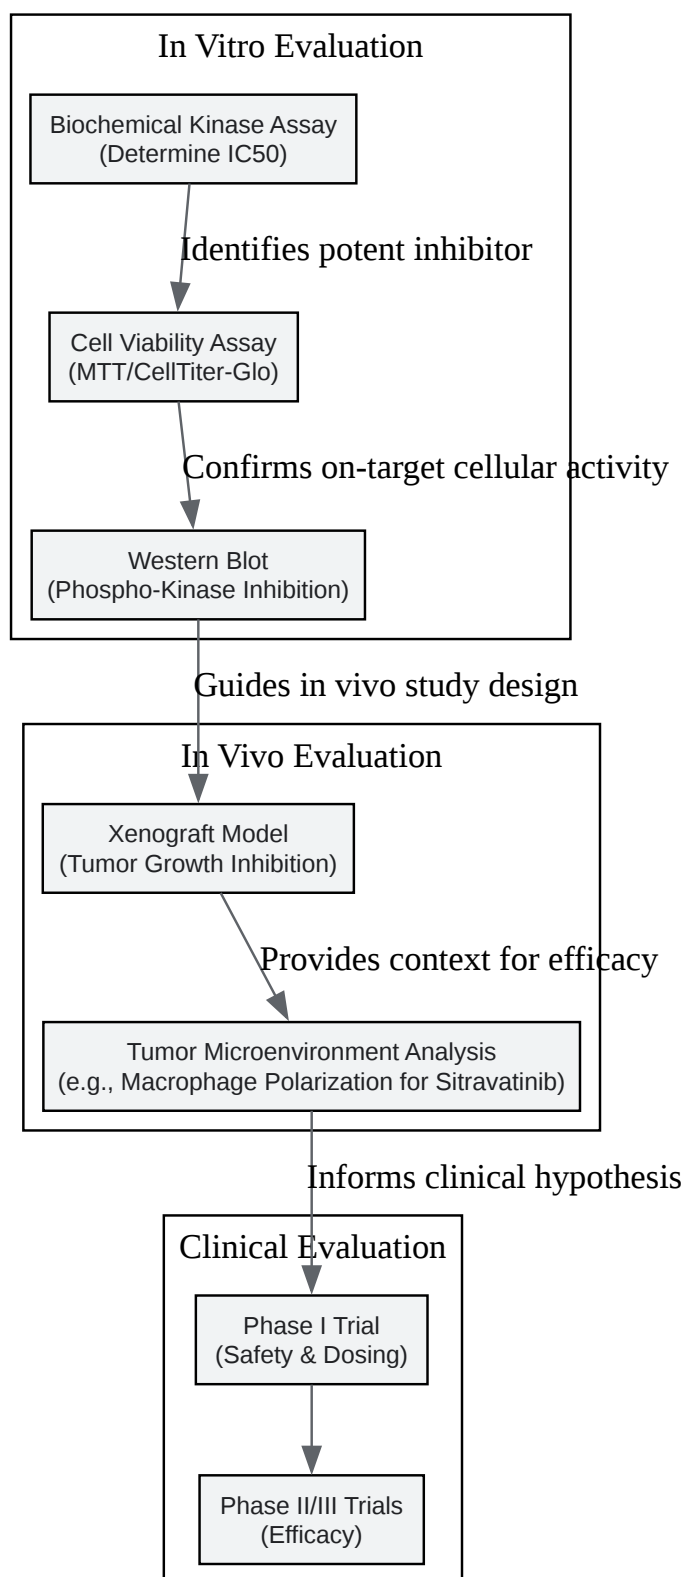 In Vitro Evaluation
Biochemical Kinase Assay
(Determine IC50)
Identifies potent inhibitor
Cell Viability Assay
(MTT/CellTiter-Glo)
Confirms on-target cellular activity
Western Blot
(Phospho-Kinase Inhibition)
Guides in vivo study design
In Vivo Evaluation
Xenograft Model
(Tumor Growth Inhibition)
Provides context for efficacy
Tumor Microenvironment Analysis
(e.g., Macrophage Polarization for Sitravatinib)
Informs clinical hypothesis
Clinical Evaluation
Phase I Trial
(Safety & Dosing)
Phase II/III Trials
(Efficacy)